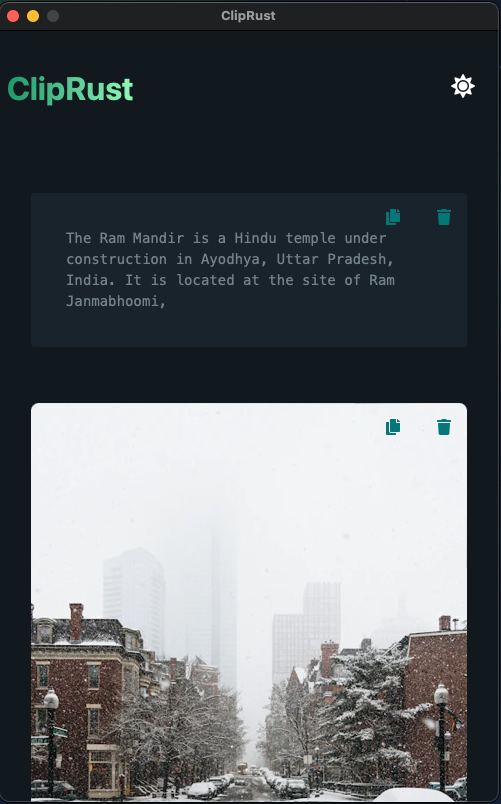 ClipRust
ClipRust
The Ram Mandir is a Hindu temple under
construction in Ayodhya, Uttar Pradesh,
India. It is located at the site of Ram
Janmabhoomi,